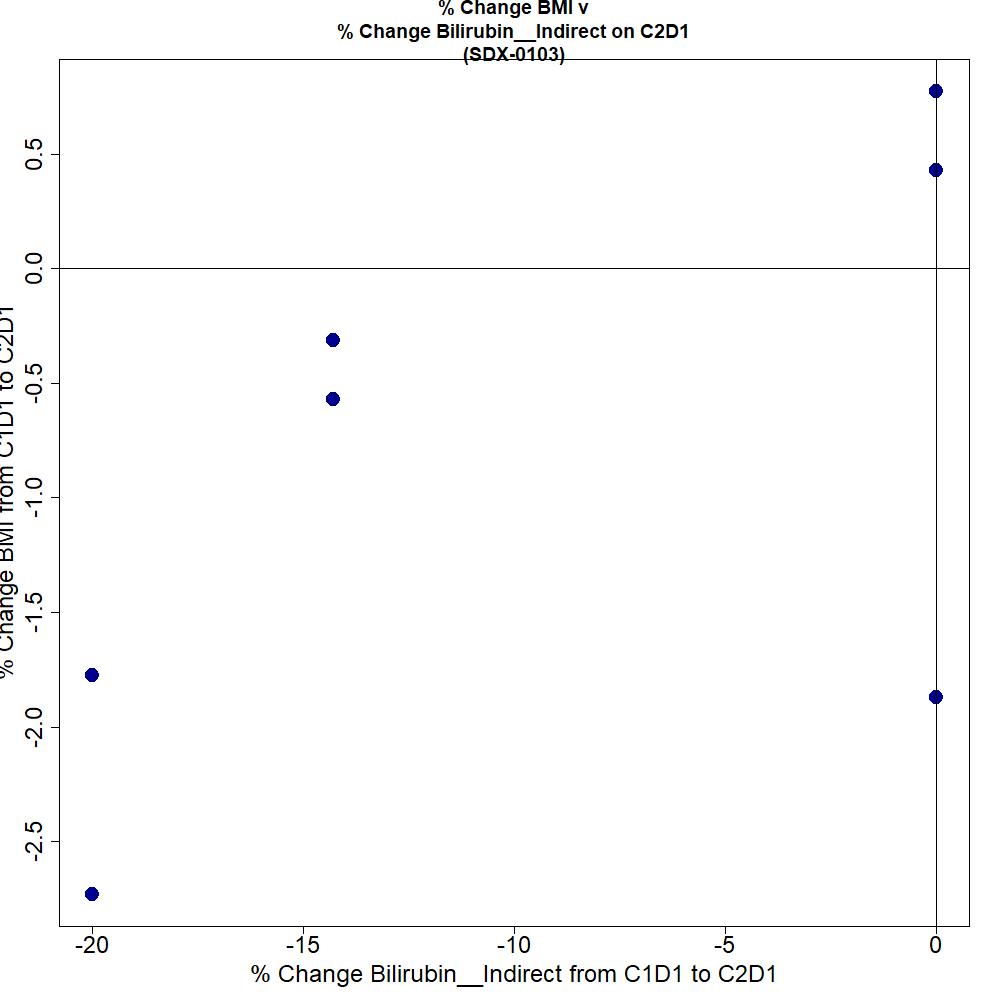 % Change BMI v
% Change Bilirubin__Indirect on C2D1
(SDX-0103)
% Change BMI from C1D1 to C2D1
0.5
0.0
-0.5
-1.0
-1.5
-2.0
-2.5
-20
-15
-10
-5
0
% Change Bilirubin__Indirect from C1D1 to C2D1